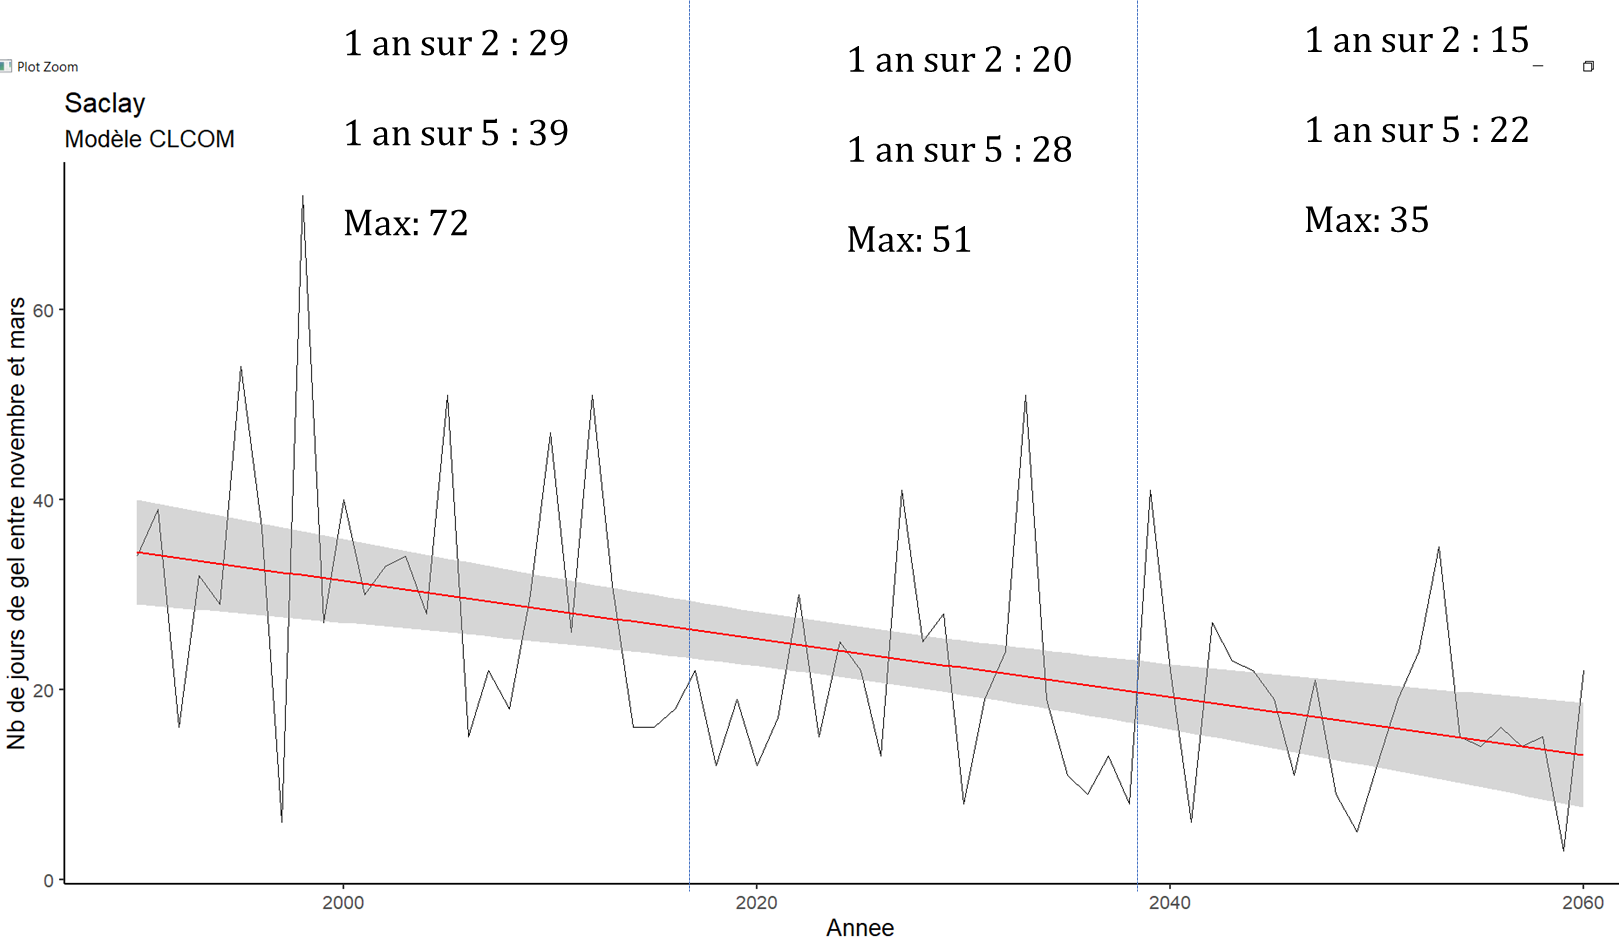 1 an sur 2 : 29
1 an sur 5 : 39
Max: 72
1 an sur 2 : 20
1 an sur 5 : 28
Max: 51
1 an sur 2 : 15
1 an sur 5 : 22
Max: 35
Plot Zoom
Saclay
Modèle CLCOM
Nb de jours de gel entre novembre et mars
60
40
20
0
2000
2020
2040
2060
Annee